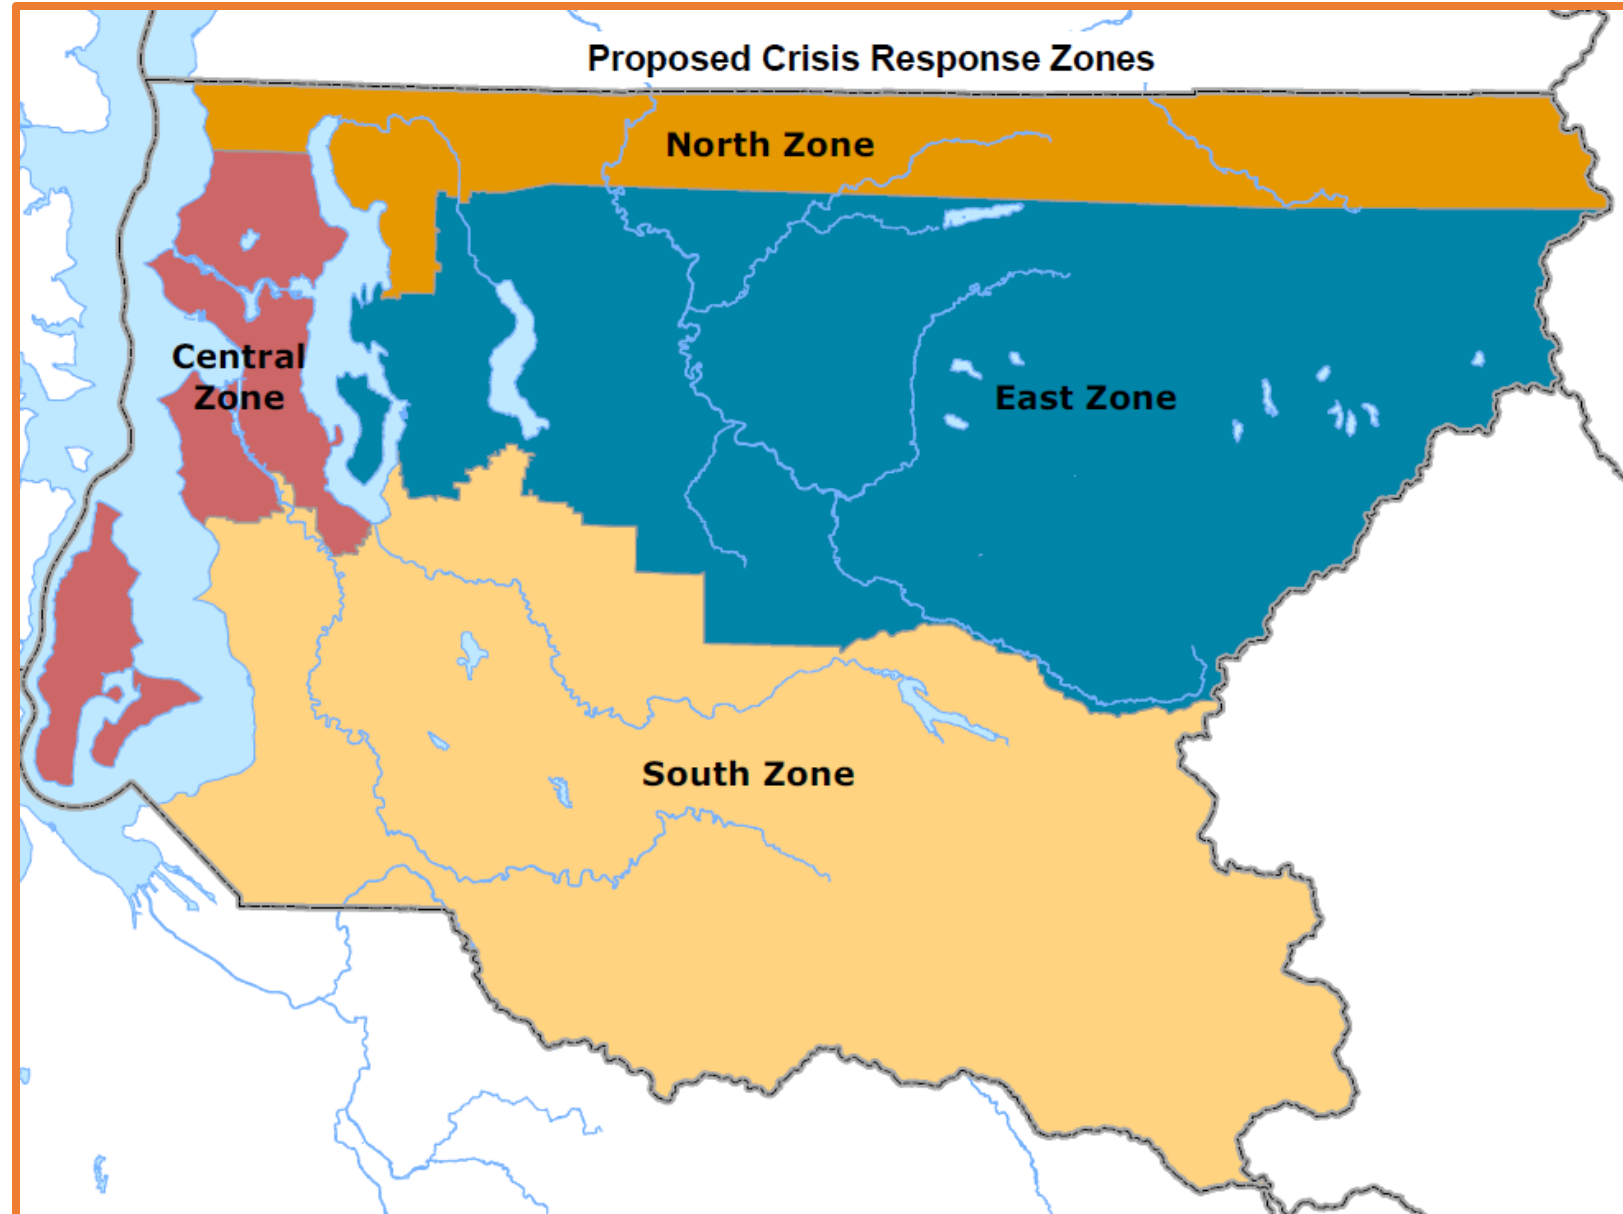 Proposed Crisis Response Zones
North Zone
Central
Zone
East Zone
South Zone